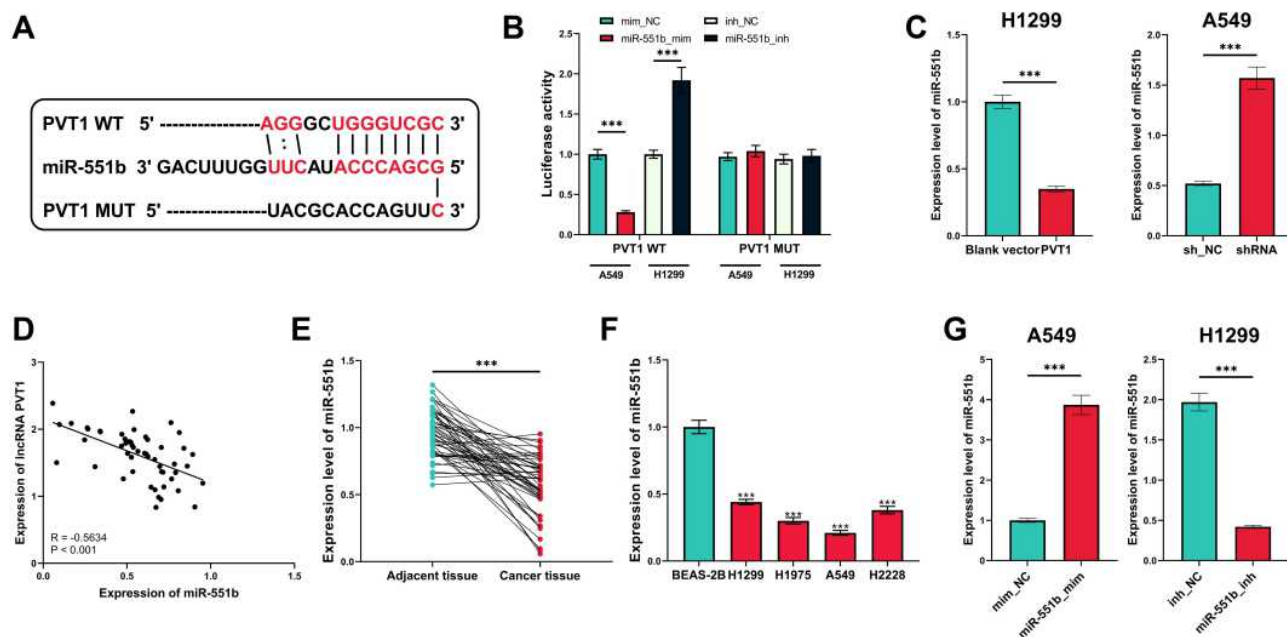 A
PVT1 WT 5' ----------------AGGGCUGGGUCGC 3'
miR-551b 3' GACUUUGGUUCAUACCCAGCG 5'
PVT1 MUT 5' ----------------UACGCACCAGUUC 3'
B
mim_NC
miR-551b_mim
inh_NC
miR-551b_inh
Luciferase activity
2.5
2.0
1.5
1.0
0.5
0.0
***
***
PVT1 WT
PVT1 MUT
A549
H1299
A549
H1299
C
H1299
Expression level of miR-551b
1.5
1.0
0.5
0.0
***
Blank vector
PVT1
A549
Expression level of miR-551b
2.0
1.5
1.0
0.5
0.0
***
sh_NC
shRNA
D
Expression of lncRNA PVT1
3
2
1
0
R = -0.5634
P < 0.001
0.0
0.5
1.0
1.5
Expression of miR-551b
E
Expression level of miR-551b
1.5
1.0
0.5
0.0
***
Adjacent tissue
Cancer tissue
F
Expression level of miR-551b
1.5
1.0
0.5
0.0
***
***
***
***
BEAS-2B
H1299
H1975
A549
H2228
G
A549
Expression level of miR-551b
5
4
3
2
1
0
***
mim_NC
miR-551b_mim
H1299
Expression level of miR-551b
2.5
2.0
1.5
1.0
0.5
0.0
***
inh_NC
miR-551b_inh